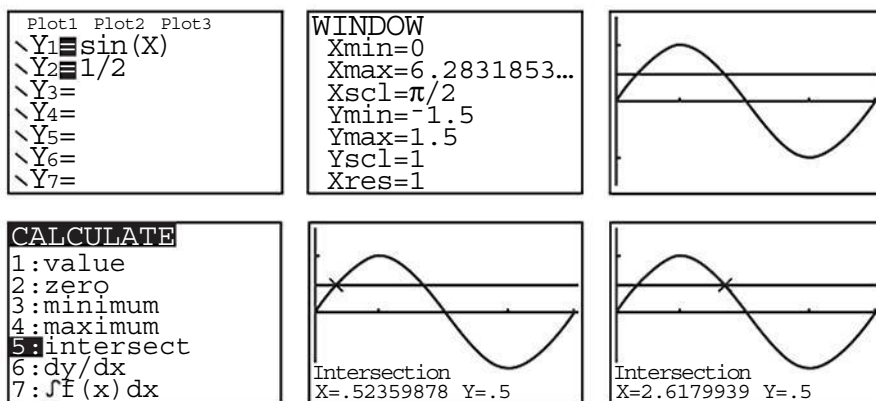 Plot1 Plot2 Plot3
\Y1=sin(X)
\Y2=1/2
\Y3=
\Y4=
\Y5=
\Y6=
\Y7=
WINDOW
Xmin=0
Xmax=6.2831853…
Xscl=π/2
Ymin=⁻1.5
Ymax=1.5
Yscl=1
Xres=1
CALCULATE
1:value
2:zero
3:minimum
4:maximum
5:intersect
6:dy/dx
7:∫f(x)dx
Intersection
X=.52359878 Y=.5
Intersection
X=2.6179939 Y=.5